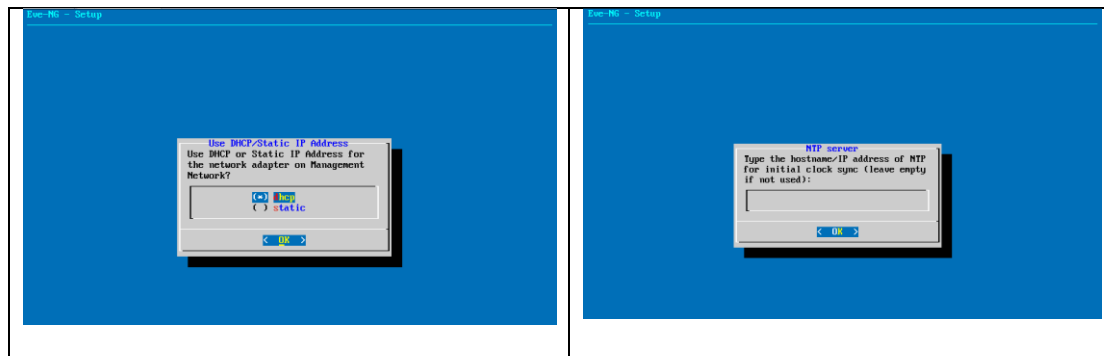 Eve-NG - Setup
Use DHCP/Static IP Address
Use DHCP or Static IP Address for
the network adapter on Management
Network?
(*) dhcp
( ) static
< OK >
Eve-NG - Setup
NTP server
Type the hostname/IP address of NTP
for initial clock sync (leave empty
if not used):
< OK >